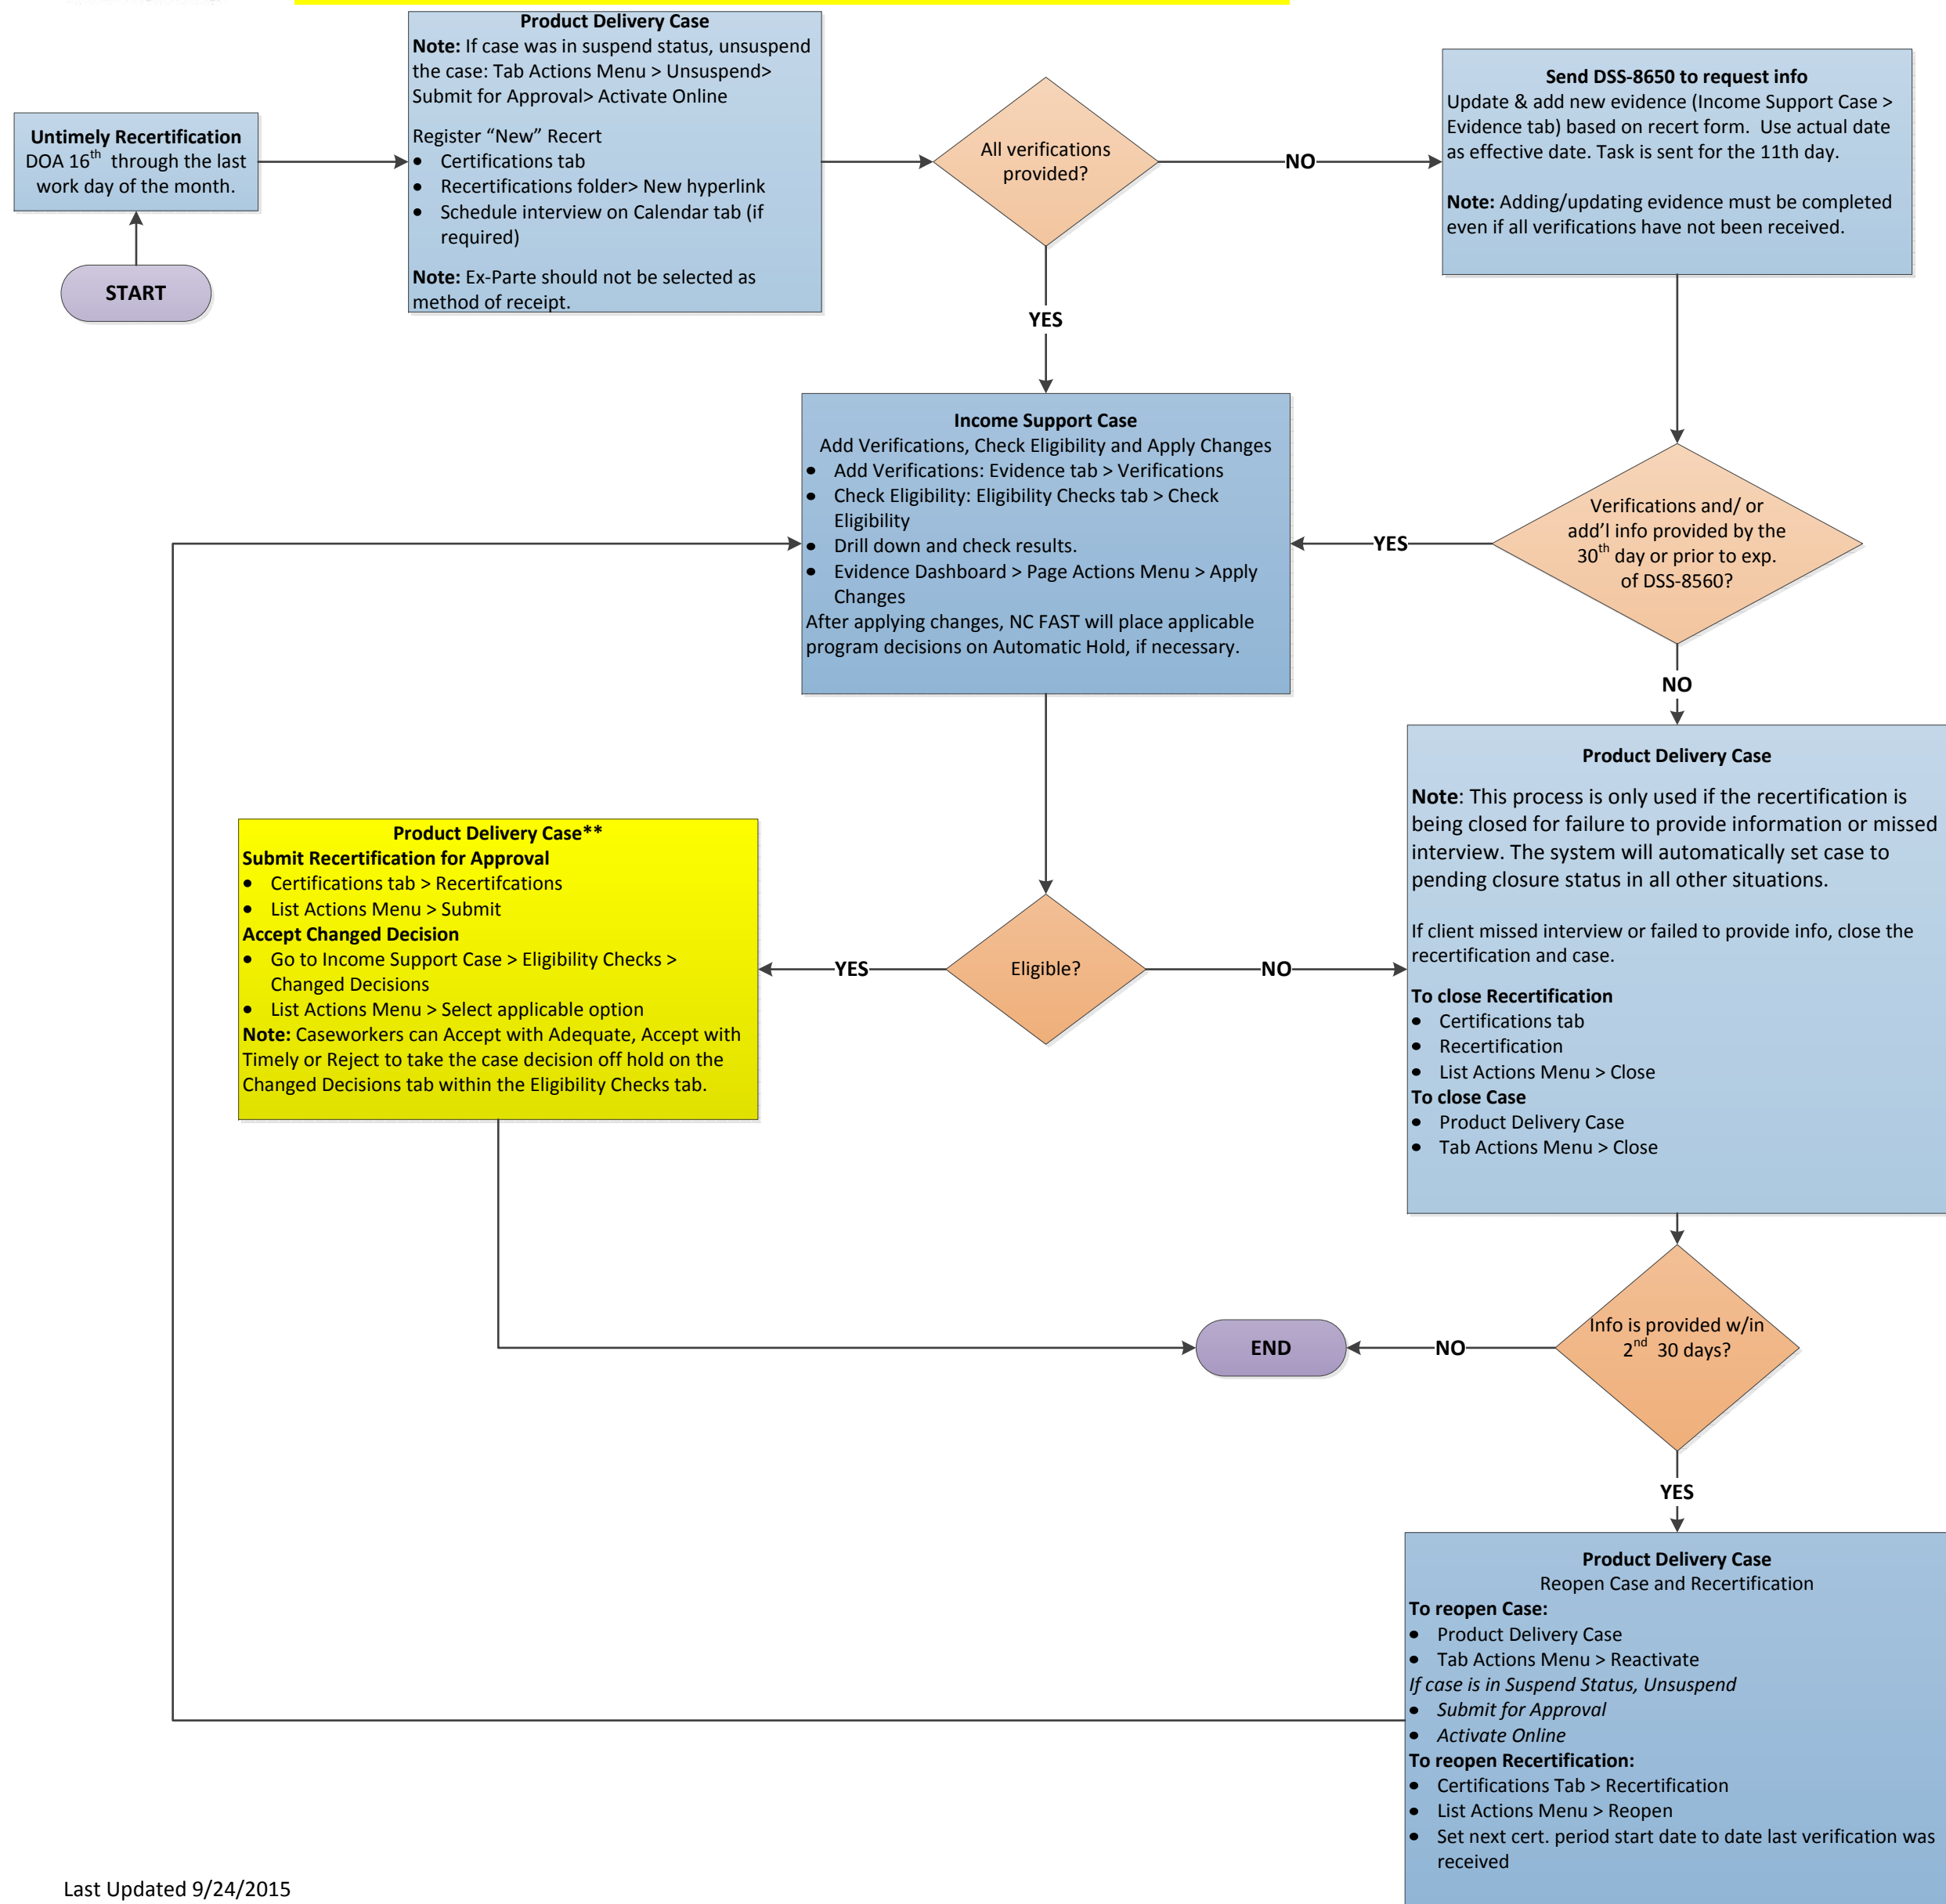 Product Delivery Case
Note: If case was in suspend status, unsuspend
the case: Tab Actions Menu > Unsuspend>
Submit for Approval> Activate Online
Register “New” Recert
• Certifications tab
• Recertifications folder> New hyperlink
• Schedule interview on Calendar tab (if
required)
Note: Ex-Parte should not be selected as
method of receipt.
Untimely Recertification
DOA 16th through the last
work day of the month.
START
All verifications
provided?
NO
YES
Send DSS-8650 to request info
Update & add new evidence (Income Support Case >
Evidence tab) based on recert form. Use actual date
as effective date. Task is sent for the 11th day.
Note: Adding/updating evidence must be completed
even if all verifications have not been received.
Income Support Case
Add Verifications, Check Eligibility and Apply Changes
• Add Verifications: Evidence tab > Verifications
• Check Eligibility: Eligibility Checks tab > Check
Eligibility
• Drill down and check results.
• Evidence Dashboard > Page Actions Menu > Apply
Changes
After applying changes, NC FAST will place applicable
program decisions on Automatic Hold, if necessary.
YES
Verifications and/ or
add’l info provided by the
30th day or prior to exp.
of DSS-8560?
NO
Product Delivery Case
Note: This process is only used if the recertification is
being closed for failure to provide information or missed
interview. The system will automatically set case to
pending closure status in all other situations.
If client missed interview or failed to provide info, close the
recertification and case.
To close Recertification
• Certifications tab
• Recertification
• List Actions Menu > Close
To close Case
• Product Delivery Case
• Tab Actions Menu > Close
Product Delivery Case**
Submit Recertification for Approval
• Certifications tab > Recertifcations
• List Actions Menu > Submit
Accept Changed Decision
• Go to Income Support Case > Eligibility Checks >
Changed Decisions
• List Actions Menu > Select applicable option
Note: Caseworkers can Accept with Adequate, Accept with
Timely or Reject to take the case decision off hold on the
Changed Decisions tab within the Eligibility Checks tab.
YES
Eligible?
NO
END
NO
Info is provided w/in
2nd 30 days?
YES
Product Delivery Case
Reopen Case and Recertification
To reopen Case:
• Product Delivery Case
• Tab Actions Menu > Reactivate
If case is in Suspend Status, Unsuspend
• Submit for Approval
• Activate Online
To reopen Recertification:
• Certifications Tab > Recertification
• List Actions Menu > Reopen
• Set next cert. period start date to date last verification was
received
Last Updated 9/24/2015